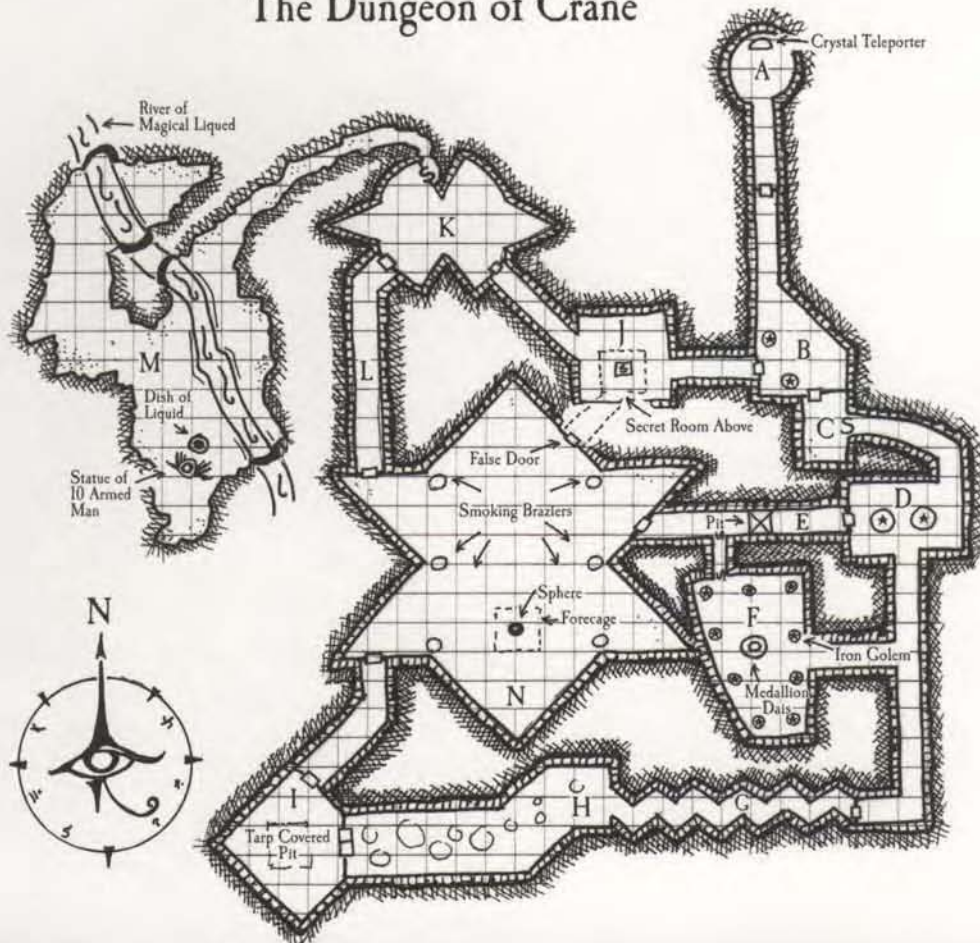 The Dungeon of Crane
Crystal Teleporter
A
River of
Magical Liqued
K
J
B
L
M
Secret Room Above
C
S
Dish of
Liquid
False Door
Statue of
10 Armed
Man
Smoking Braziers
D
Pit
E
N
Sphere
Forecage
F
Iron Golem
Medallion
Dais
N
I
H
G
Tarp Covered
Pit